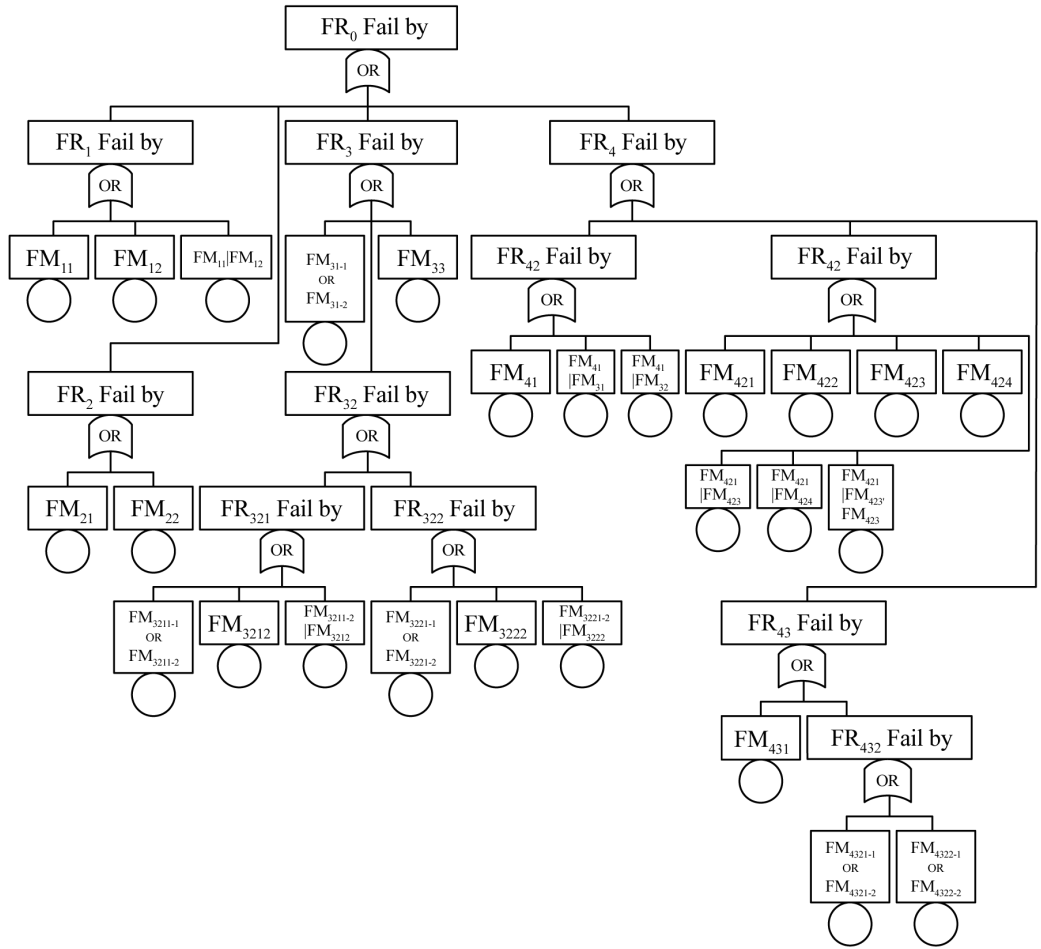 FR₀ Fail by
OR
FR₁ Fail by
FR₃ Fail by
FR₄ Fail by
OR
OR
OR
FM₁₁
FM₁₂
FM₁₁|FM₁₂
FM₃₁₋₁
OR
FM₃₁₋₂
FM₃₃
FR₄₂ Fail by
FR₄₂ Fail by
OR
OR
FM₄₁
FM₄₁
|FM₃₁
FM₄₁
|FM₃₂
FM₄₂₁
FM₄₂₂
FM₄₂₃
FM₄₂₄
FR₂ Fail by
FR₃₂ Fail by
OR
OR
FM₄₂₁
|FM₄₂₃
FM₄₂₁
|FM₄₂₄
FM₄₂₁
|FM₄₂₃'
FM₄₂₃
FM₂₁
FM₂₂
FR₃₂₁ Fail by
FR₃₂₂ Fail by
OR
OR
FM₃₂₁₁₋₁
OR
FM₃₂₁₁₋₂
FM₃₂₁₂
FM₃₂₁₁₋₂
|FM₃₂₁₂
FM₃₂₂₁₋₁
OR
FM₃₂₂₁₋₂
FM₃₂₂₂
FM₃₂₂₁₋₂
|FM₃₂₂₂
FR₄₃ Fail by
OR
FM₄₃₁
FR₄₃₂ Fail by
OR
FM₄₃₂₁₋₁
OR
FM₄₃₂₁₋₂
FM₄₃₂₂₋₁
OR
FM₄₃₂₂₋₂